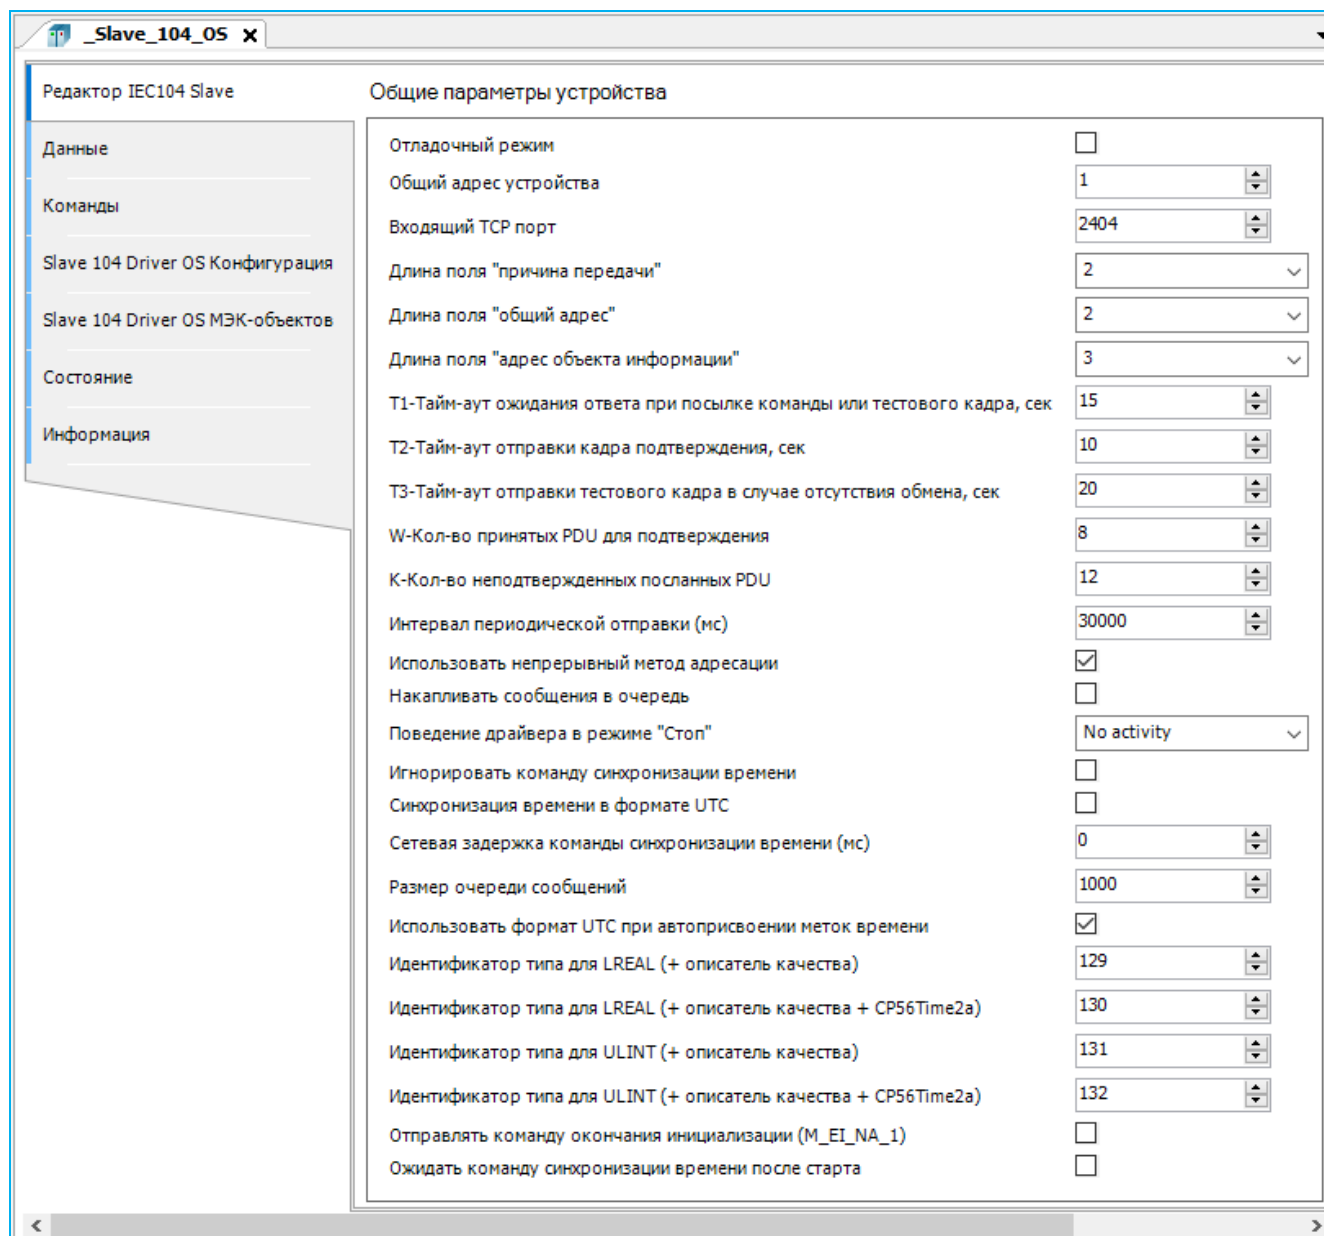 _Slave_104_OS
Редактор IEC104 Slave
Данные
Команды
Slave 104 Driver OS Конфигурация
Slave 104 Driver OS МЭК-объектов
Состояние
Информация
Общие параметры устройства
Отладочный режим
Общий адрес устройства 1
Входящий TCP порт 2404
Длина поля "причина передачи" 2
Длина поля "общий адрес" 2
Длина поля "адрес объекта информации" 3
T1-Тайм-аут ожидания ответа при посылке команды или тестового кадра, сек 15
T2-Тайм-аут отправки кадра подтверждения, сек 10
T3-Тайм-аут отправки тестового кадра в случае отсутствия обмена, сек 20
W-Кол-во принятых PDU для подтверждения 8
K-Кол-во неподтвержденных посланных PDU 12
Интервал периодической отправки (мс) 30000
Использовать непрерывный метод адресации
Накапливать сообщения в очередь
Поведение драйвера в режиме "Стоп" No activity
Игнорировать команду синхронизации времени
Синхронизация времени в формате UTC
Сетевая задержка команды синхронизации времени (мс) 0
Размер очереди сообщений 1000
Использовать формат UTC при автоприсвоении меток времени
Идентификатор типа для LREAL (+ описатель качества) 129
Идентификатор типа для LREAL (+ описатель качества + CP56Time2a) 130
Идентификатор типа для ULINT (+ описатель качества) 131
Идентификатор типа для ULINT (+ описатель качества + CP56Time2a) 132
Отправлять команду окончания инициализации (M_EI_NA_1)
Ожидать команду синхронизации времени после старта